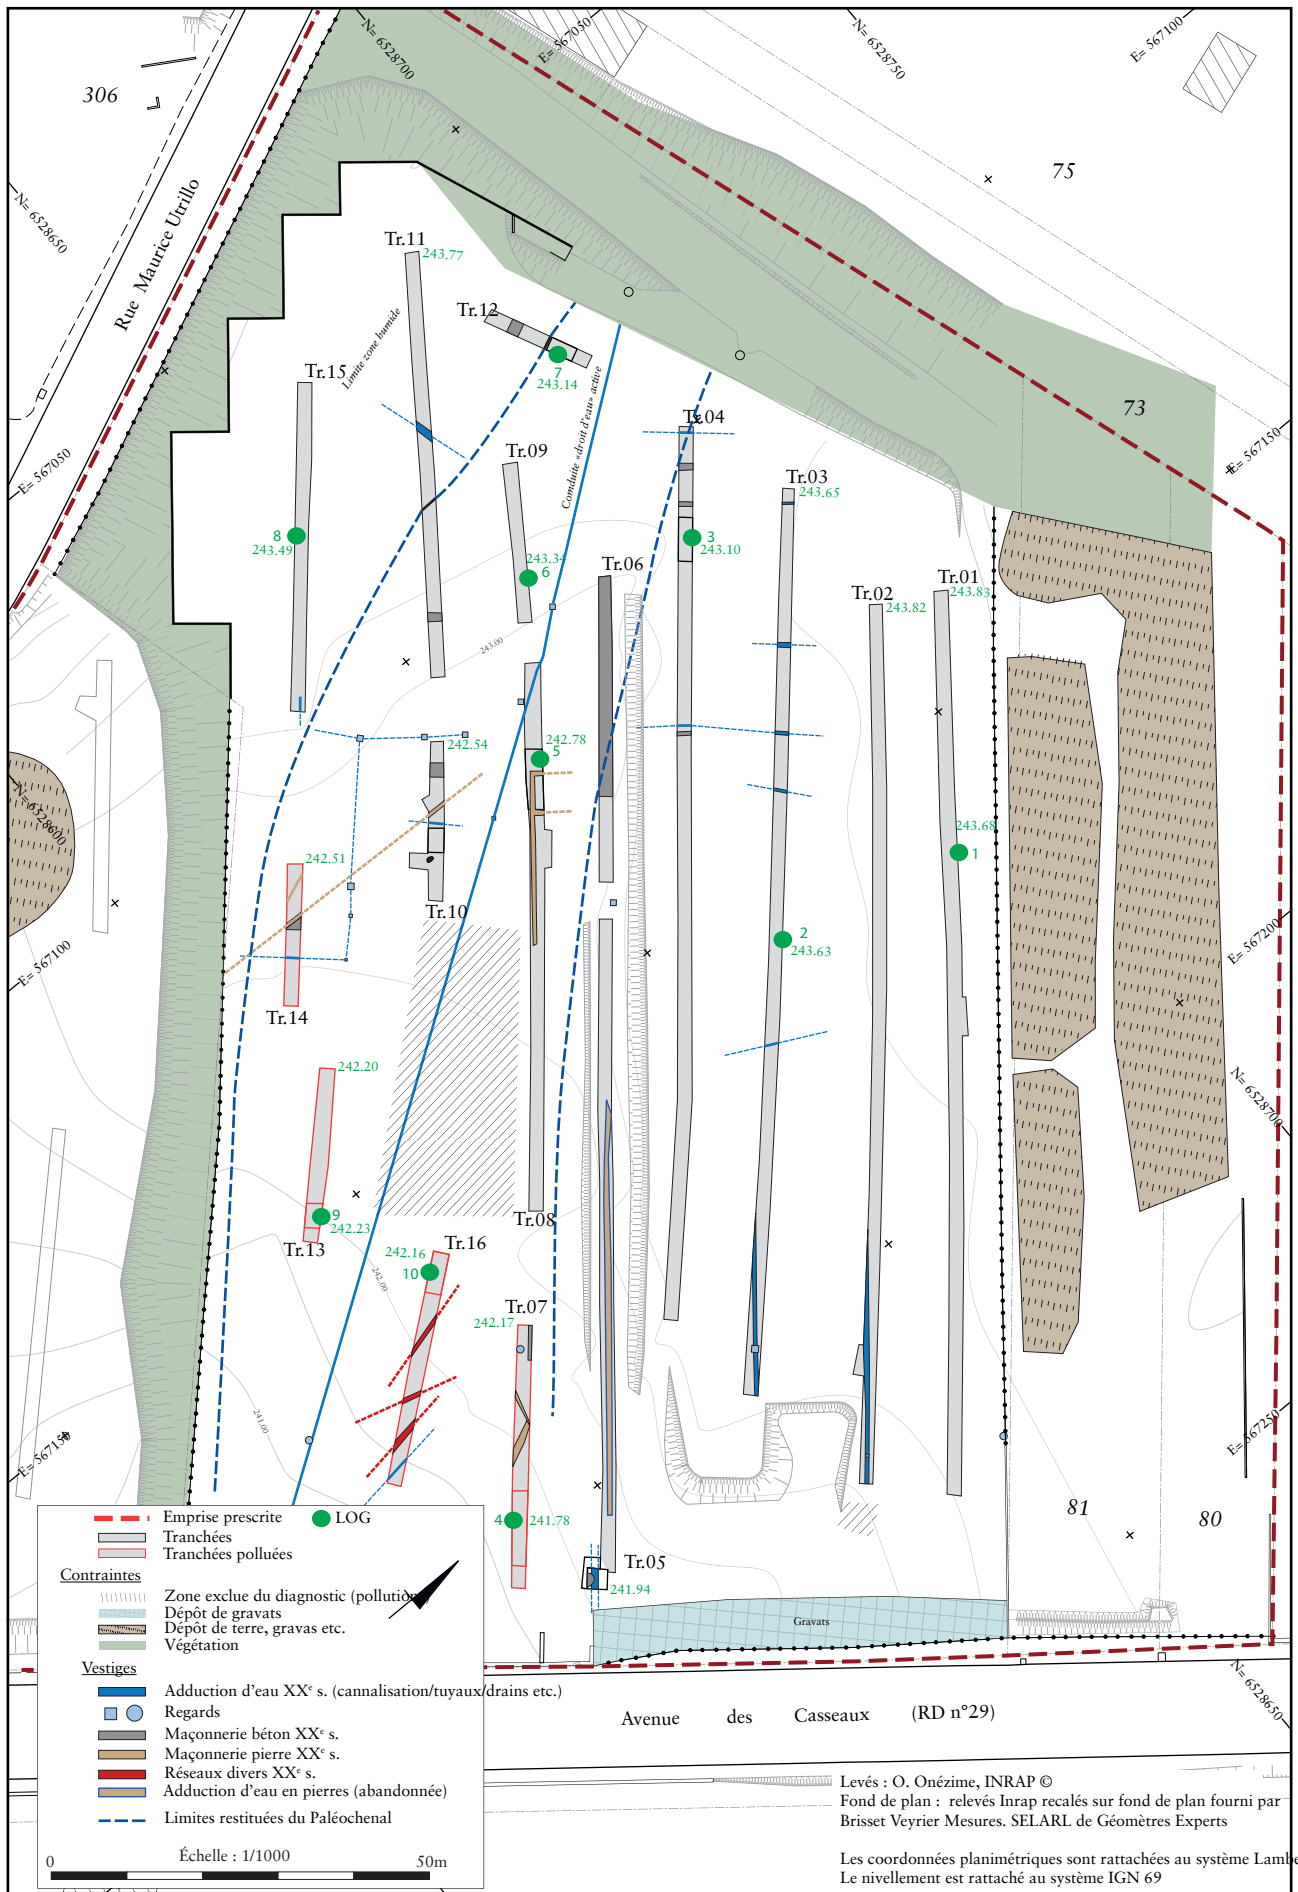 N= 6528700
E= 567050
N= 6528750
E= 567100
306
75
N= 6528650
Rue Maurice Utrillo
Tr.11
243.77
Limite zone humide
Tr.12
7
243.14
Tr.15
Conduite «droit d'eau» active
73
Tr.04
E= 567150
E= 567050
Tr.09
Tr.03
243.65
8
243.49
3
243.10
243.34
6
Tr.06
Tr.02
243.82
Tr.01
243.83
243.00
242.54
242.78
5
N= 6528600
243.68
1
242.51
Tr.10
2
243.63
E= 567100
E= 567200
Tr.14
242.20
N= 6528700
9
242.23
Tr.13
Tr.08
Tr.16
242.16
10
242.00
Tr.07
242.17
241.00
E= 567150
E= 567250
4
241.78
81
80
Tr.05
241.94
Gravats
Emprise prescrite
LOG
Tranchées
Tranchées polluées
Contraintes
Zone exclue du diagnostic (pollution)
Dépôt de gravats
Dépôt de terre, gravas etc.
Végétation
Vestiges
Adduction d'eau XXe s. (cannalisation/tuyaux/drains etc.)
Regards
Maçonnerie béton XXe s.
Maçonnerie pierre XXe s.
Réseaux divers XXe s.
Adduction d'eau en pierres (abandonnée)
Limites restituées du Paléochenal
Échelle : 1/1000
0
50m
N= 6528650
Avenue des Casseaux (RD n°29)
Levés : O. Onézime, INRAP ©
Fond de plan : relevés Inrap recalés sur fond de plan fourni par
Brisset Veyrier Mesures. SELARL de Géomètres Experts
Les coordonnées planimétriques sont rattachées au système Lambe
Le nivellement est rattaché au système IGN 69